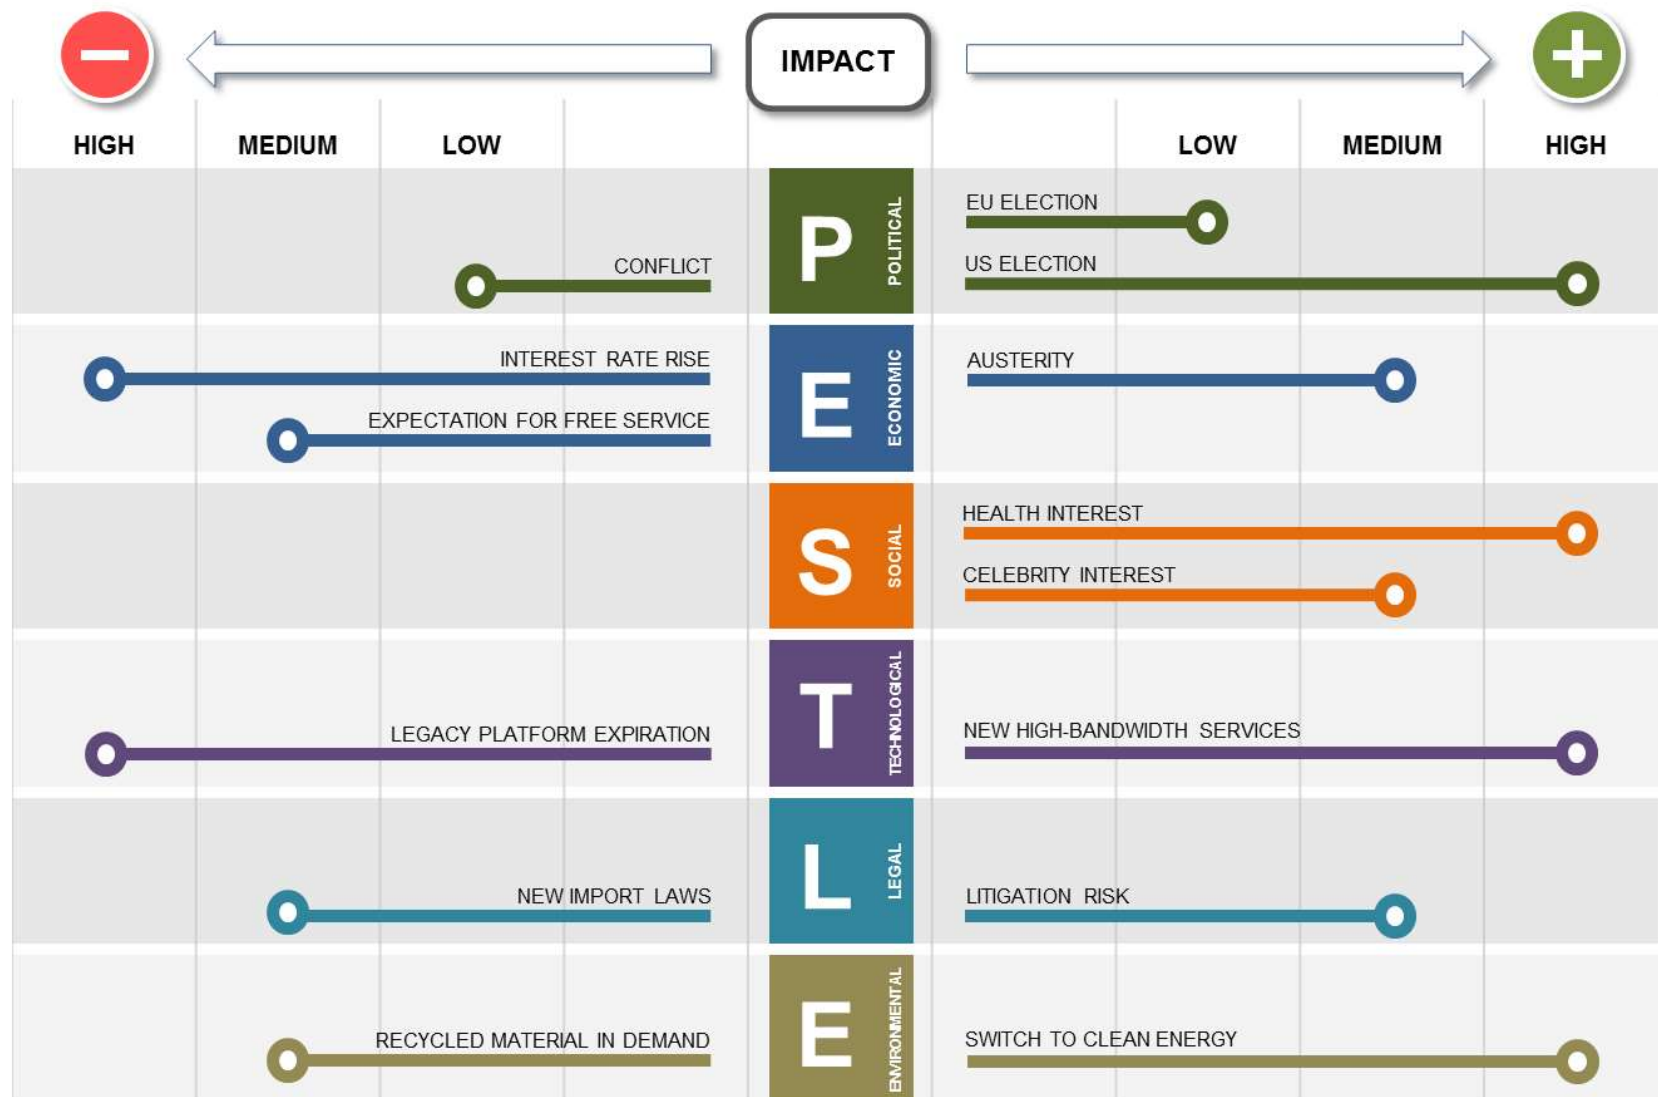 IMPACT
HIGH MEDIUM LOW LOW MEDIUM HIGH
P POLITICAL
CONFLICT
EU ELECTION
US ELECTION
E ECONOMIC
INTEREST RATE RISE
EXPECTATION FOR FREE SERVICE
AUSTERITY
S SOCIAL
HEALTH INTEREST
CELEBRITY INTEREST
T TECHNOLOGICAL
LEGACY PLATFORM EXPIRATION
NEW HIGH-BANDWIDTH SERVICES
L LEGAL
NEW IMPORT LAWS
LITIGATION RISK
E ENVIRONMENTAL
RECYCLED MATERIAL IN DEMAND
SWITCH TO CLEAN ENERGY